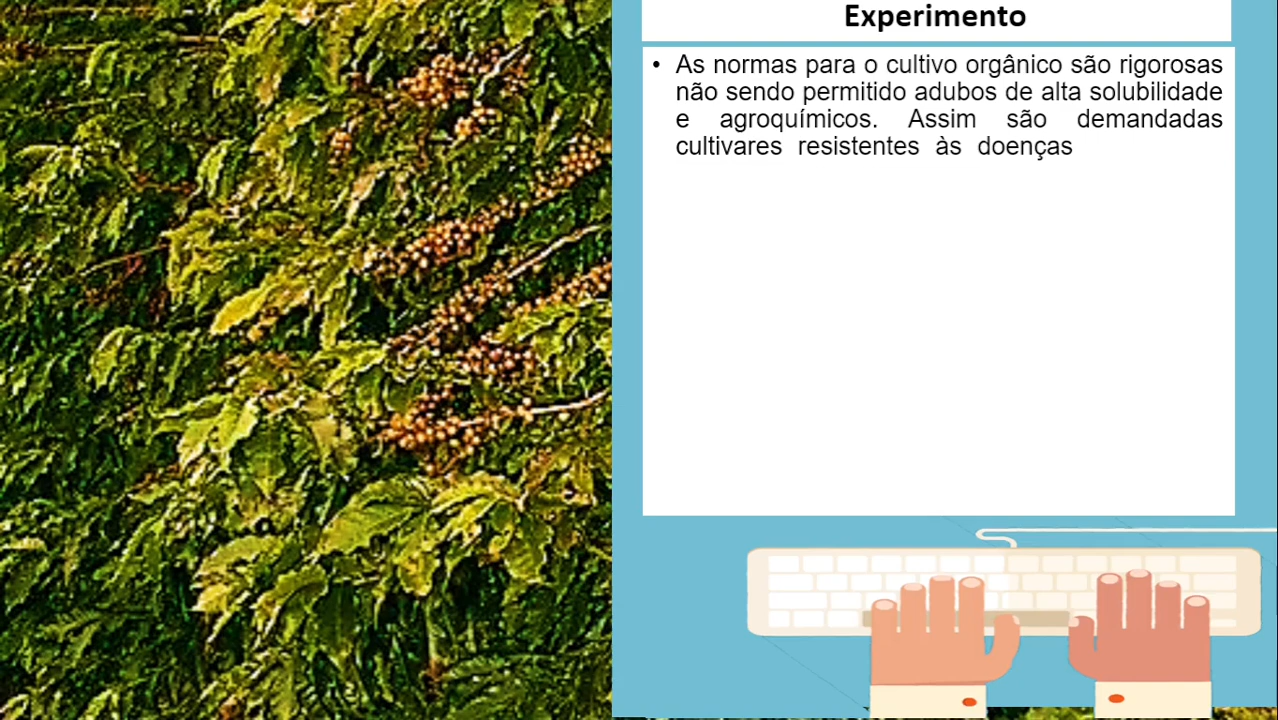 Experimento
• As normas para o cultivo orgânico são rigorosas
não sendo permitido adubos de alta solubilidade
e agroquímicos. Assim são demandadas
cultivares resistentes às doenças